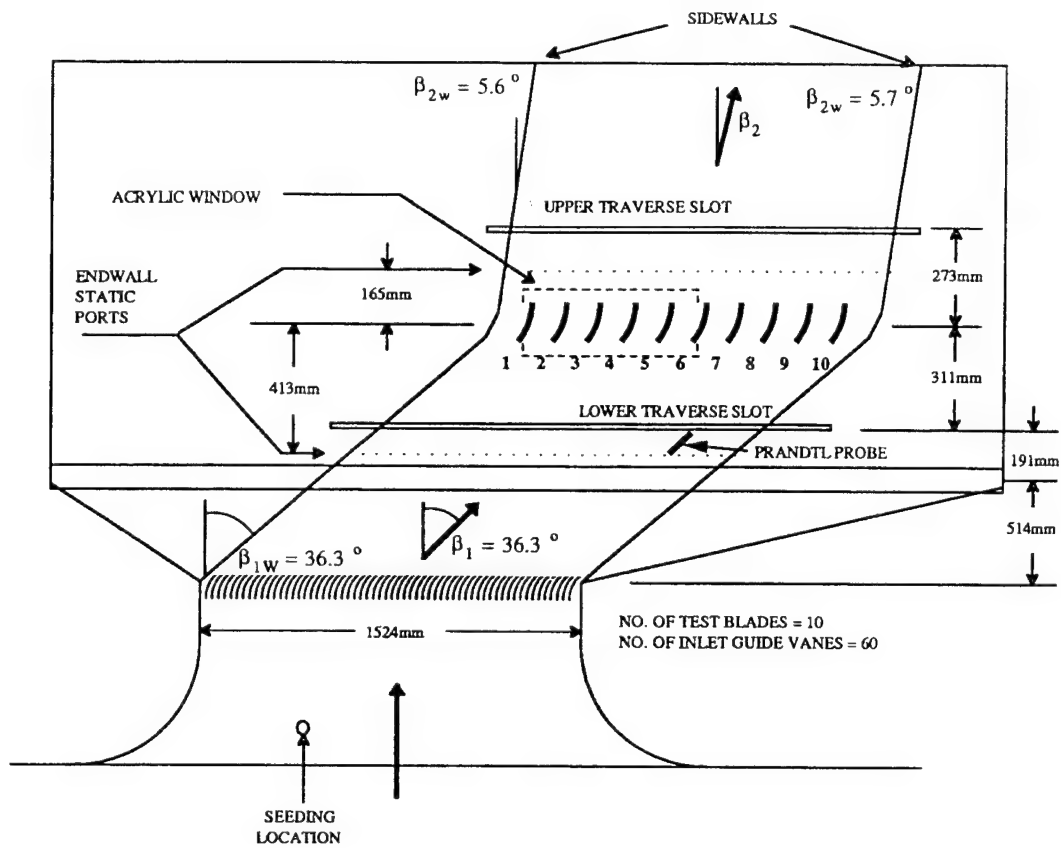 SIDEWALLS
β2w = 5.6 °
β2
β2w = 5.7 °
ACRYLIC WINDOW
UPPER TRAVERSE SLOT
ENDWALL
STATIC
PORTS
165mm
273mm
1 2 3 4 5 6 7 8 9 10
413mm
311mm
LOWER TRAVERSE SLOT
PRANDTL PROBE
191mm
514mm
β1W = 36.3 °
β1 = 36.3 °
1524mm
NO. OF TEST BLADES = 10
NO. OF INLET GUIDE VANES = 60
SEEDING
LOCATION